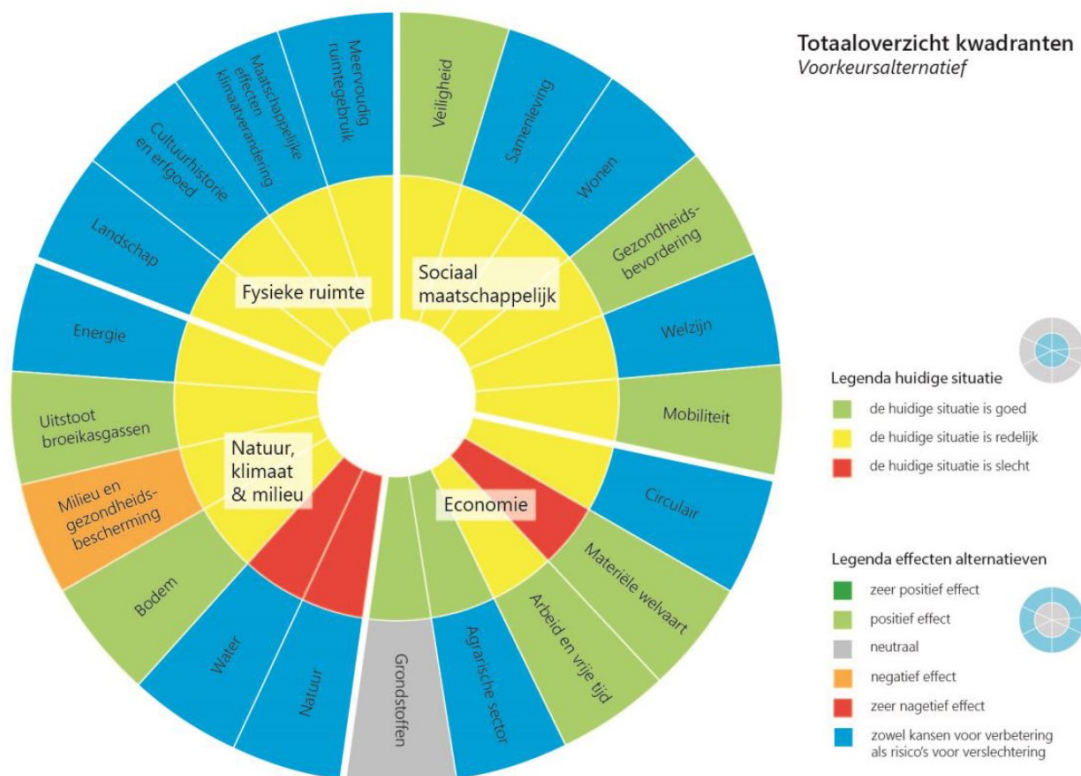 Totaaloverzicht kwadranten
Voorkeursalternatief
Meervoudig
ruimtegebruik
Maatschappelijke
effecten
klimaatverandering
Cultuurhistorie
en erfgoed
Landschap
Energie
Uitstoot
broeikasgassen
Milieu en
gezondheids-
bescherming
Bodem
Water
Natuur
Grondstoffen
Agrarische sector
Arbeid en vrije tijd
Materiële welvaart
Circulair
Mobiliteit
Welzijn
Gezondheids-
bevordering
Wonen
Samenleving
Veiligheid
Fysieke ruimte
Sociaal
maatschappelijk
Natuur,
klimaat
& milieu
Economie
Legenda huidige situatie
de huidige situatie is goed
de huidige situatie is redelijk
de huidige situatie is slecht
Legenda effecten alternatieven
zeer positief effect
positief effect
neutraal
negatief effect
zeer nagetief effect
zowel kansen voor verbetering
als risico's voor verslechtering